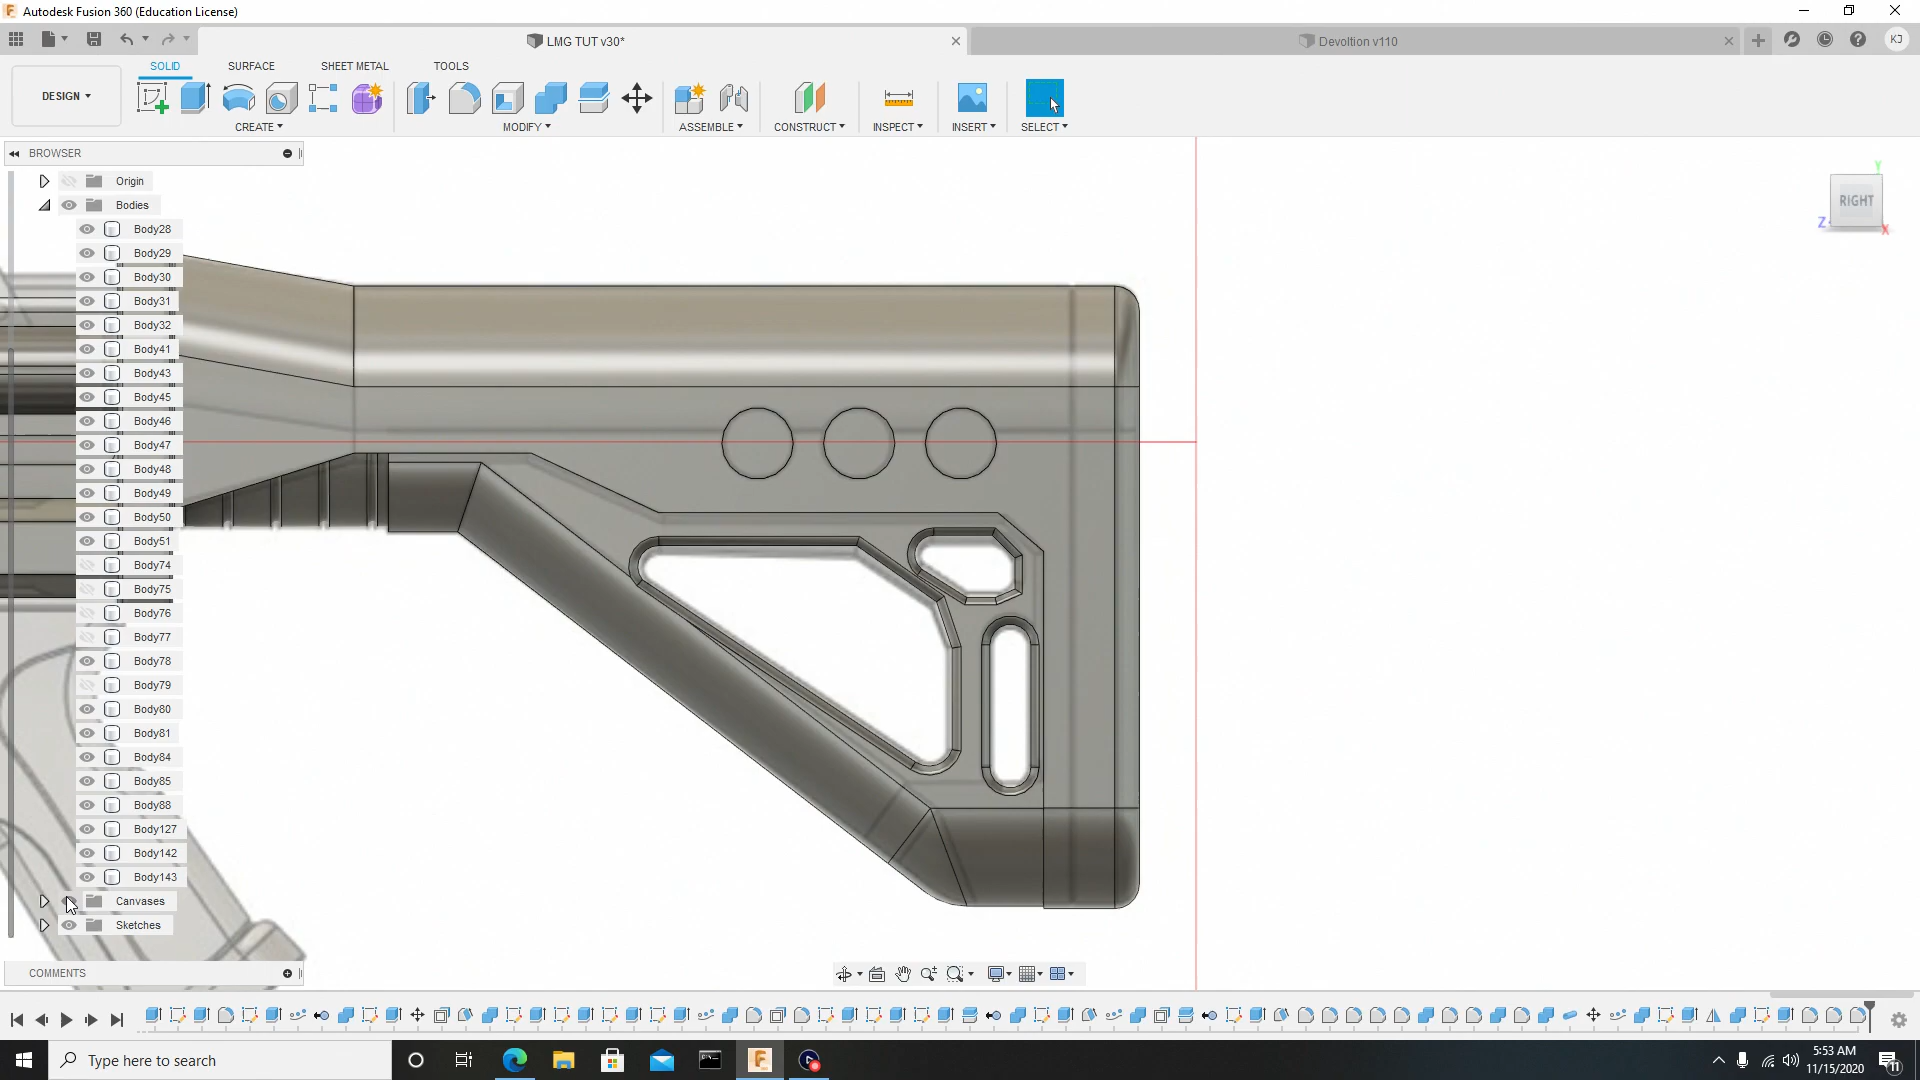 Autodesk Fusion 360 (Education License)
LMG TUT v30*
Devoltion v110
KJ
DESIGN
SOLID
SURFACE
SHEET METAL
TOOLS
CREATE
MODIFY
ASSEMBLE
CONSTRUCT
INSPECT
INSERT
SELECT
BROWSER
Origin
Bodies
Body28
Body29
Body30
Body31
Body32
Body41
Body43
Body45
Body46
Body47
Body48
Body49
Body50
Body51
Body74
Body75
Body76
Body77
Body78
Body79
Body80
Body81
Body84
Body85
Body88
Body127
Body142
Body143
Canvases
Sketches
Y
RIGHT
Z
X
COMMENTS
Type here to search
5:53 AM
11/15/2020
11